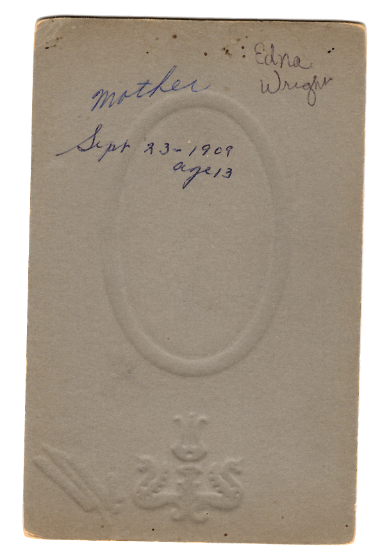 Edna
Wright
Mother
Sept 23-1909
age 13